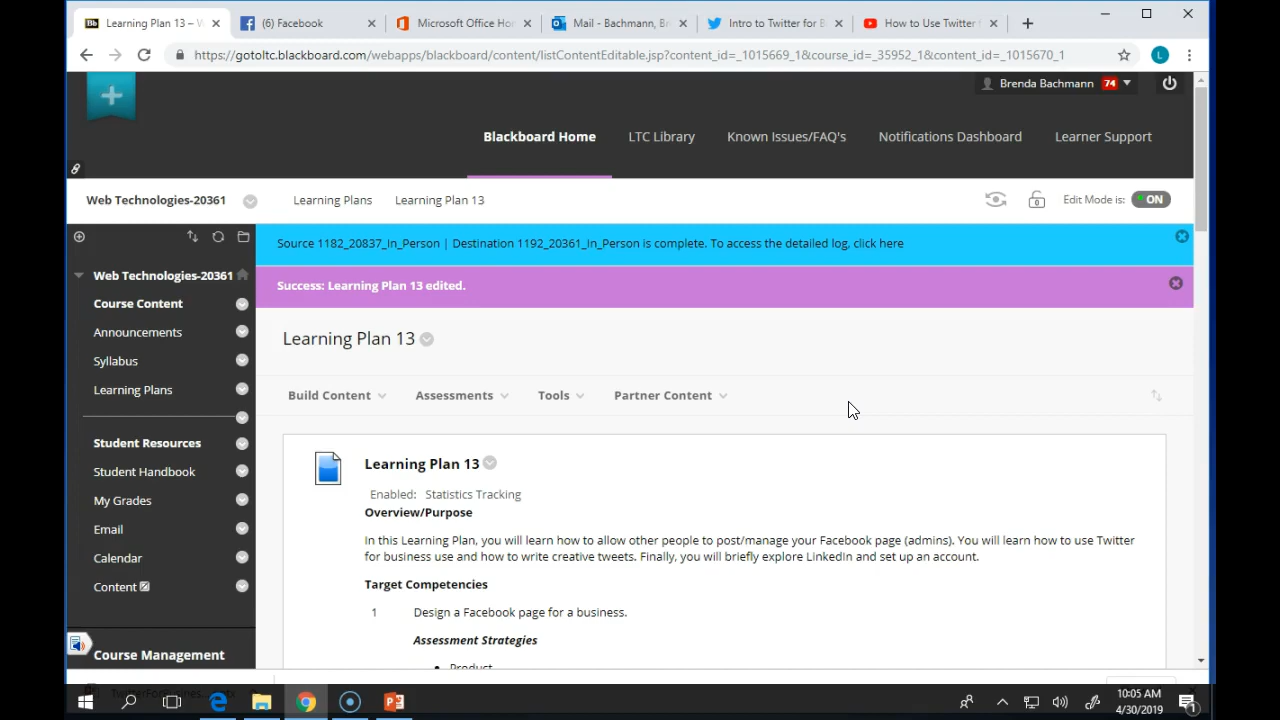 Bb Learning Plan 13 – W
(6) Facebook
Microsoft Office Ho
Mail - Bachmann, Br
Intro to Twitter for B
How to Use Twitter
https://gotoltc.blackboard.com/webapps/blackboard/content/listContentEditable.jsp?content_id=_1015669_1&course_id=_35952_1&content_id=_1015670_1
L
Brenda Bachmann 74
Blackboard Home
LTC Library
Known Issues/FAQ's
Notifications Dashboard
Learner Support
Web Technologies-20361
Learning Plans
Learning Plan 13
Edit Mode is: ON
Source 1182_20837_In_Person | Destination 1192_20361_In_Person is complete. To access the detailed log, click here
Success: Learning Plan 13 edited.
Web Technologies-20361
Course Content
Announcements
Syllabus
Learning Plans
Student Resources
Student Handbook
My Grades
Email
Calendar
Content
Course Management
Learning Plan 13
Build Content
Assessments
Tools
Partner Content
Learning Plan 13
Enabled: Statistics Tracking
Overview/Purpose
In this Learning Plan, you will learn how to allow other people to post/manage your Facebook page (admins). You will learn how to use Twitter
for business use and how to write creative tweets. Finally, you will briefly explore LinkedIn and set up an account.
Target Competencies
1 Design a Facebook page for a business.
Assessment Strategies
• Product
10:05 AM
4/30/2019
1